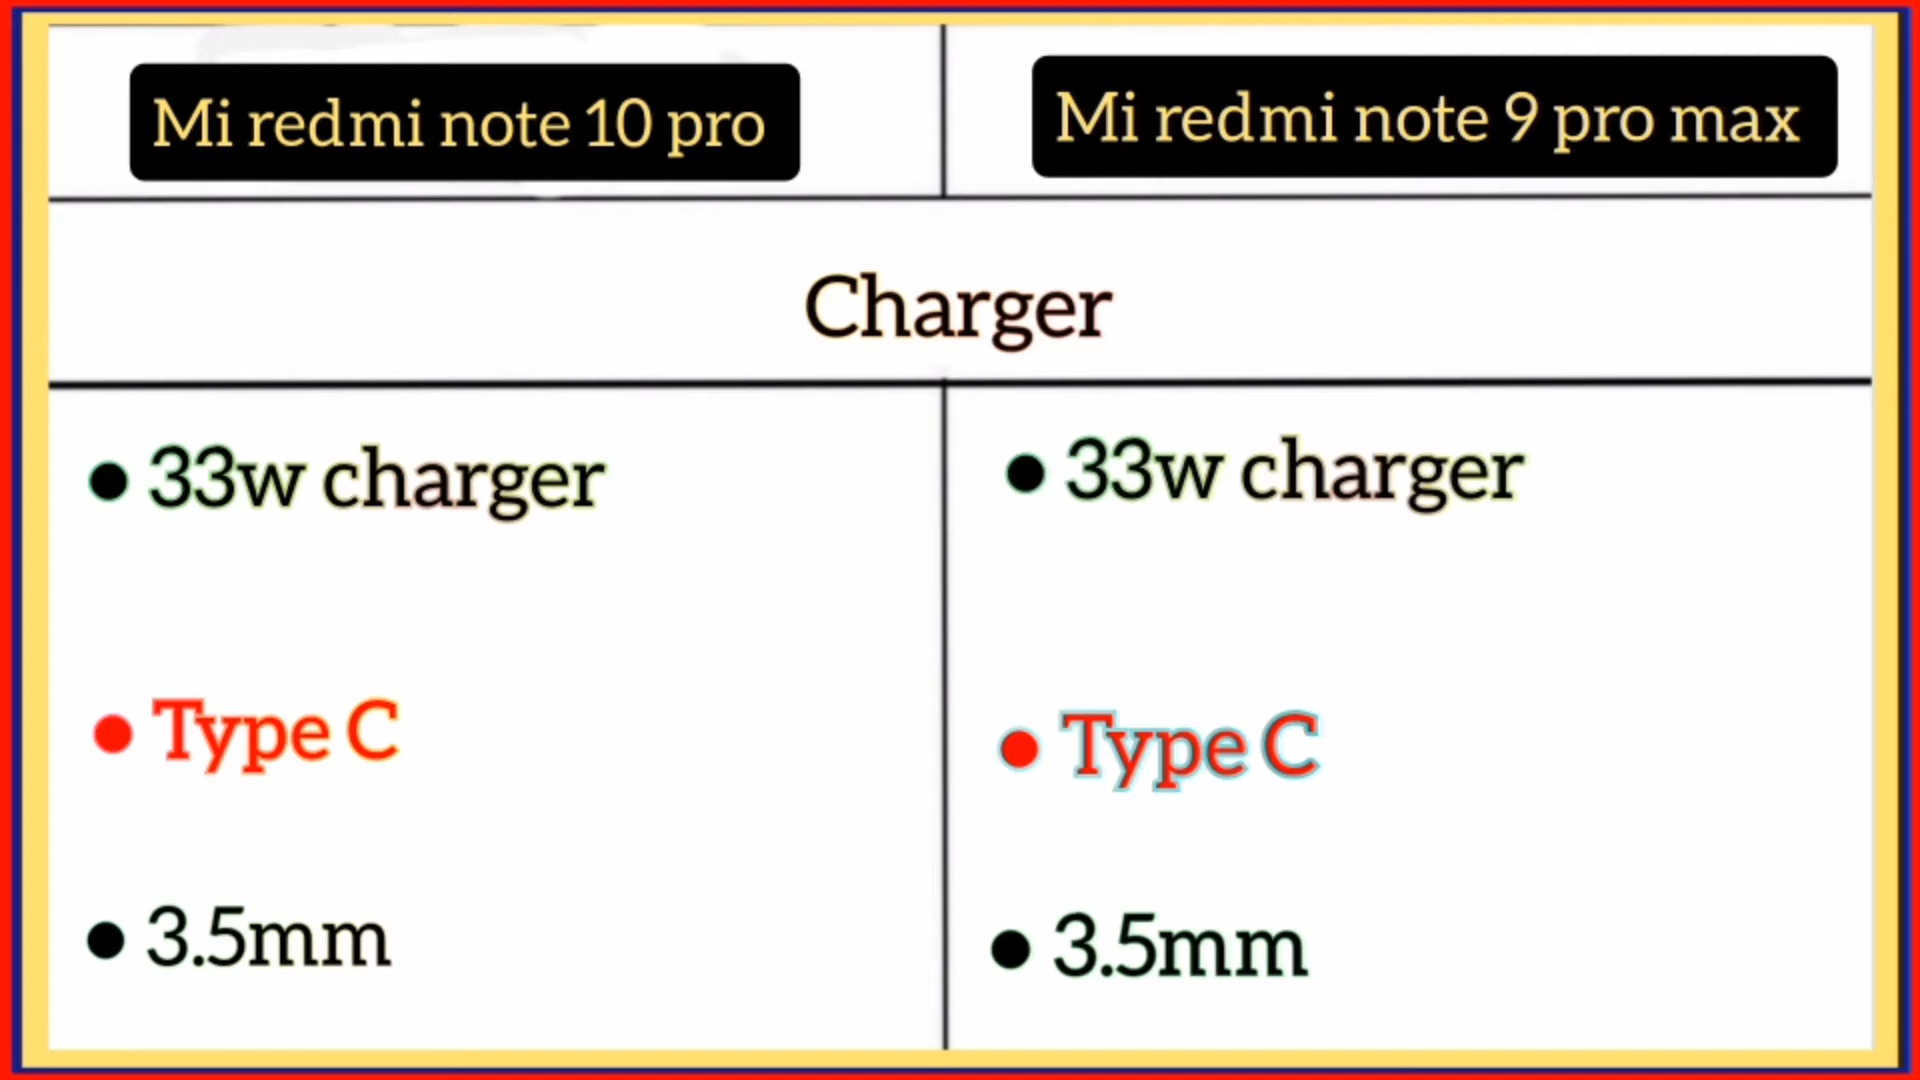 Mi redmi note 10 pro
Mi redmi note 9 pro max
Charger
• 33w charger
• 33w charger
• Type C
• Type C
• 3.5mm
• 3.5mm